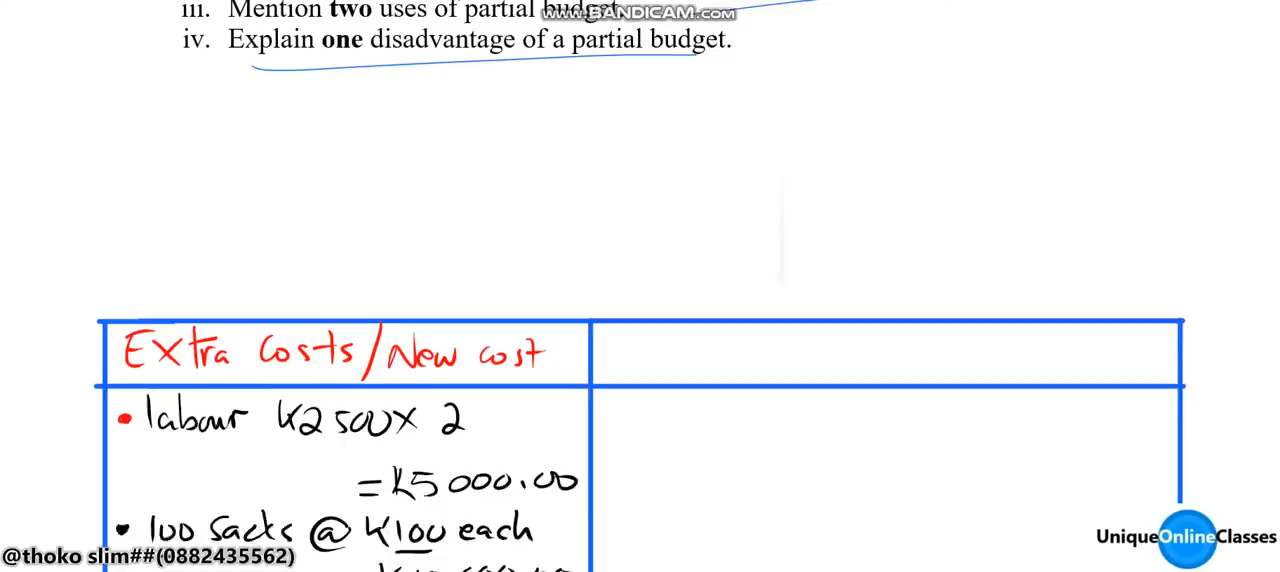 iii. Mention two uses of partial budget.
WWW.BANDICAM.COM
iv. Explain one disadvantage of a partial budget.
Extra costs/New cost
• labour K2500 x 2
= K5000.00
• 100 sacks @ K100 each
UniqueOnlineClasses
@thoko slim##(0882435562)